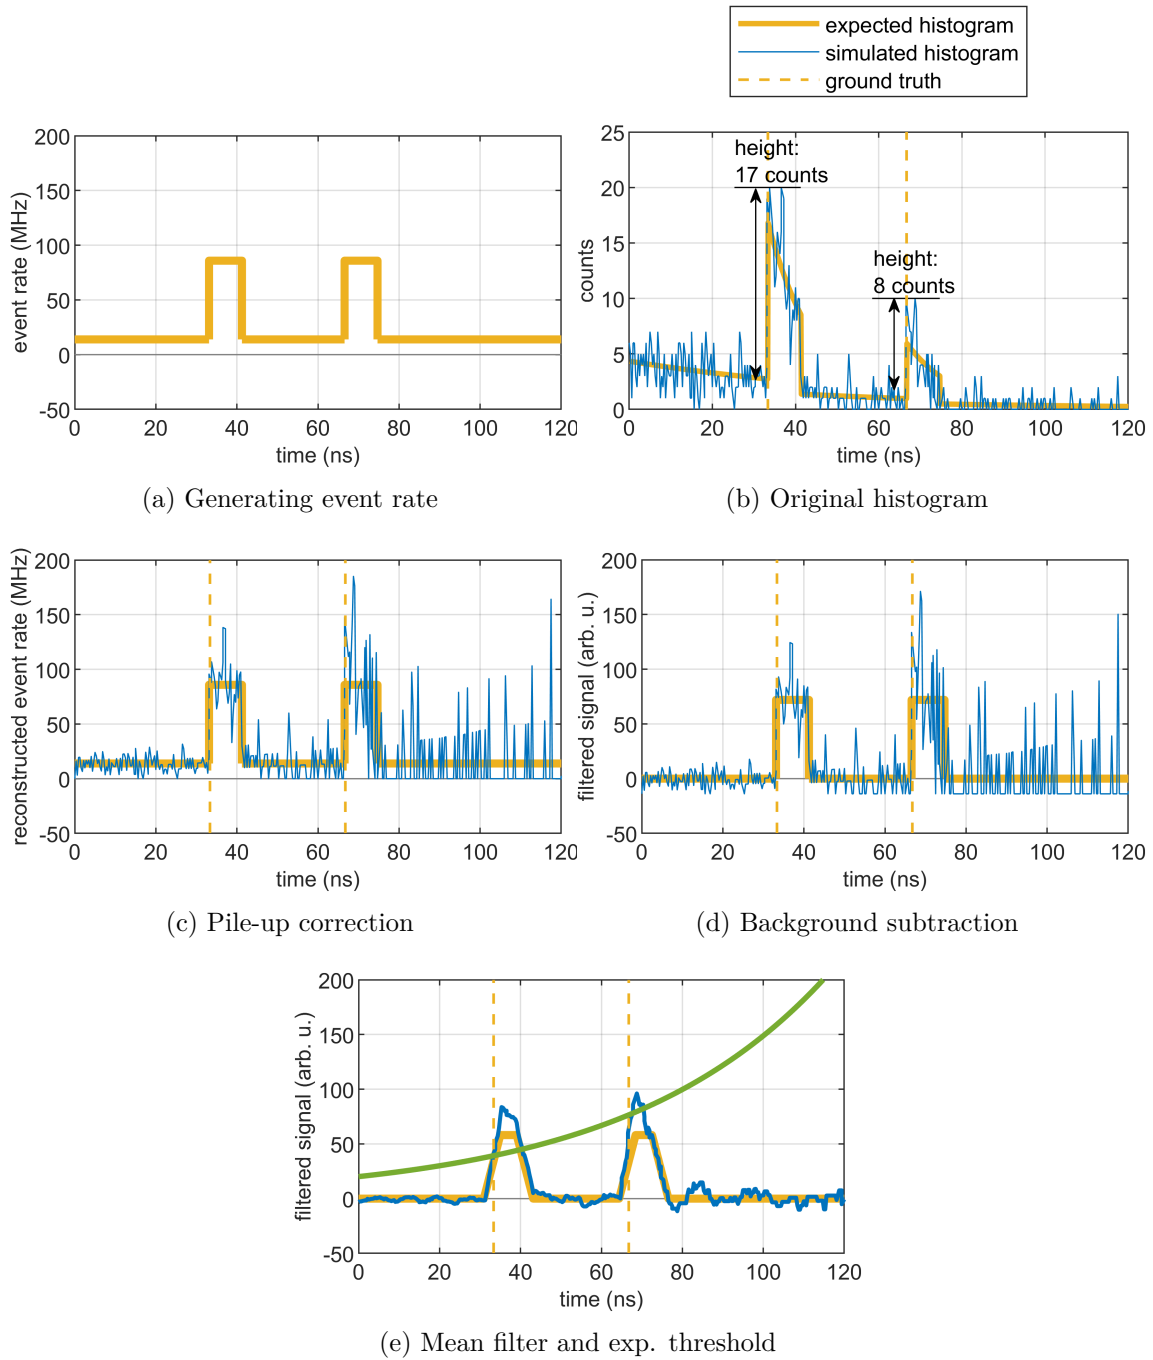 expected histogram
simulated histogram
ground truth
200
150
100
50
0
-50
event rate (MHz)
0 20 40 60 80 100 120
time (ns)
(a) Generating event rate
25
20
15
10
5
0
counts
height:
17 counts
height:
8 counts
0 20 40 60 80 100 120
time (ns)
(b) Original histogram
200
150
100
50
0
-50
reconstructed event rate (MHz)
0 20 40 60 80 100 120
time (ns)
(c) Pile-up correction
200
150
100
50
0
-50
filtered signal (arb. u.)
0 20 40 60 80 100 120
time (ns)
(d) Background subtraction
200
150
100
50
0
-50
filtered signal (arb. u.)
0 20 40 60 80 100 120
time (ns)
(e) Mean filter and exp. threshold